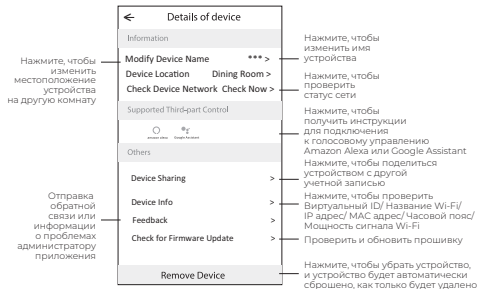 ← Details of device
Information
Modify Device Name *** >
Device Location Dining Room >
Check Device Network Check Now >
Supported Third-part Control
amazon alexa Google Assistant
Others
Device Sharing >
Device Info >
Feedback >
Check for Firmware Update >
Remove Device
Нажмите, чтобы
изменить
местоположение
устройства
на другую комнату
Отправка
обратной
связи или
информации
о проблемах
администратору
приложения
Нажмите, чтобы
изменить имя
устройства
Нажмите, чтобы
проверить
статус сети
Нажмите, чтобы
получить инструкции
для подключения
к голосовому управлению
Amazon Alexa или Google Assistant
Нажмите, чтобы поделиться
устройством с другой
учетной записью
Нажмите, чтобы проверить
Виртуальный ID/ Название Wi-Fi/
IP адрес/ MAC адрес/ Часовой пояс/
Мощность сигнала Wi-Fi
Проверить и обновить прошивку
Нажмите, чтобы убрать устройство,
и устройство будет автоматически
сброшено, как только будет удалено